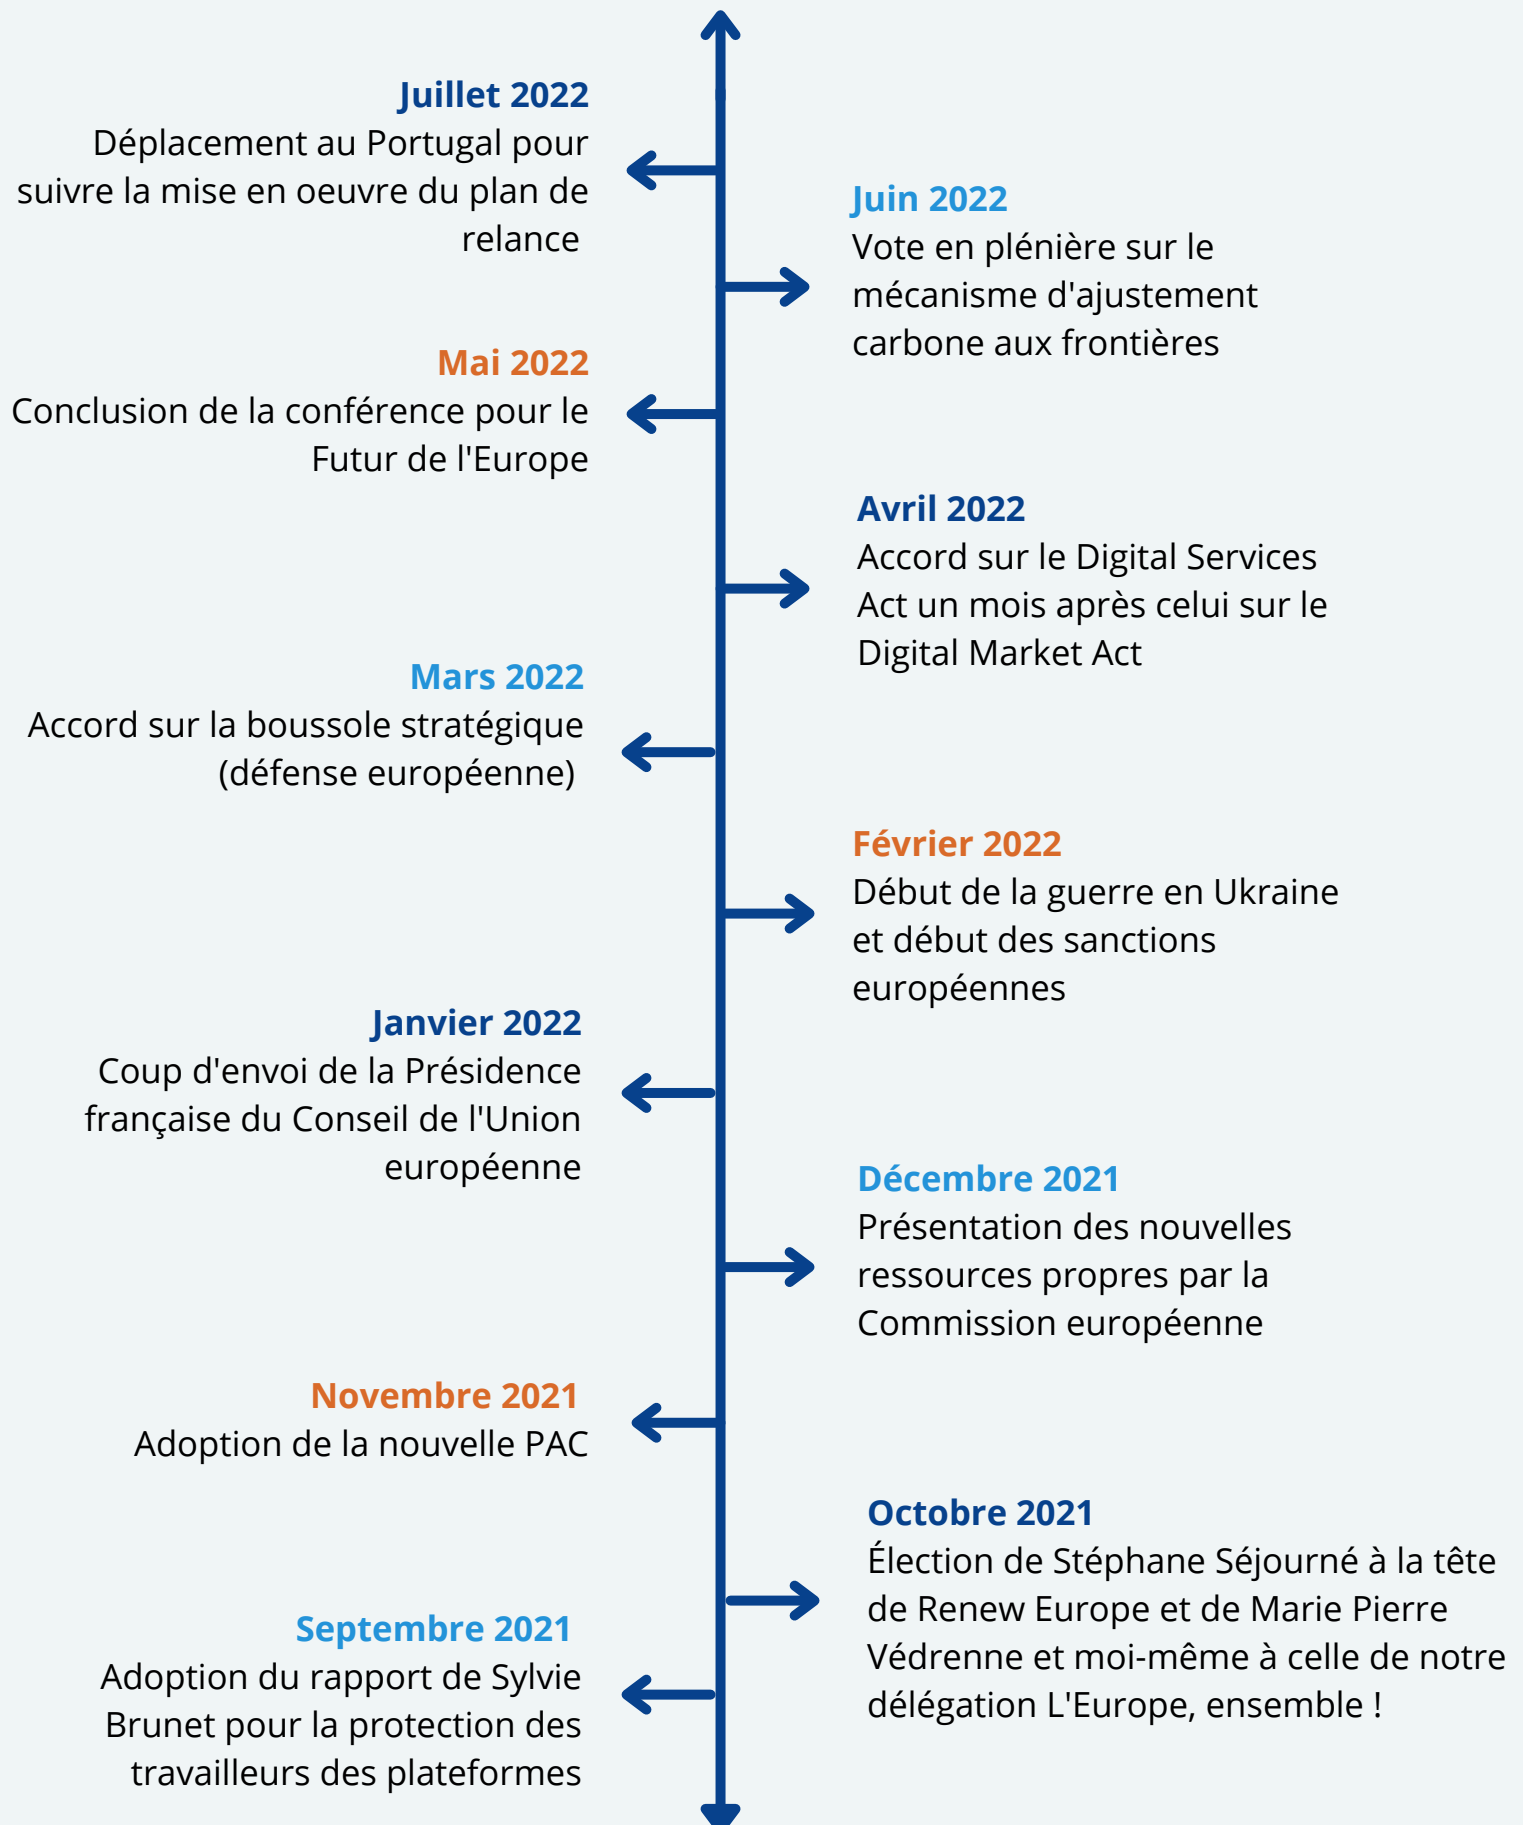 Juillet 2022
Déplacement au Portugal pour
suivre la mise en oeuvre du plan de
relance
Juin 2022
Vote en plénière sur le
mécanisme d'ajustement
carbone aux frontières
Mai 2022
Conclusion de la conférence pour le
Futur de l'Europe
Avril 2022
Accord sur le Digital Services
Act un mois après celui sur le
Digital Market Act
Mars 2022
Accord sur la boussole stratégique
(défense européenne)
Février 2022
Début de la guerre en Ukraine
et début des sanctions
européennes
Janvier 2022
Coup d'envoi de la Présidence
française du Conseil de l'Union
européenne
Décembre 2021
Présentation des nouvelles
ressources propres par la
Commission européenne
Novembre 2021
Adoption de la nouvelle PAC
Octobre 2021
Élection de Stéphane Séjourné à la tête
de Renew Europe et de Marie Pierre
Védrenne et moi-même à celle de notre
délégation L'Europe, ensemble !
Septembre 2021
Adoption du rapport de Sylvie
Brunet pour la protection des
travailleurs des plateformes